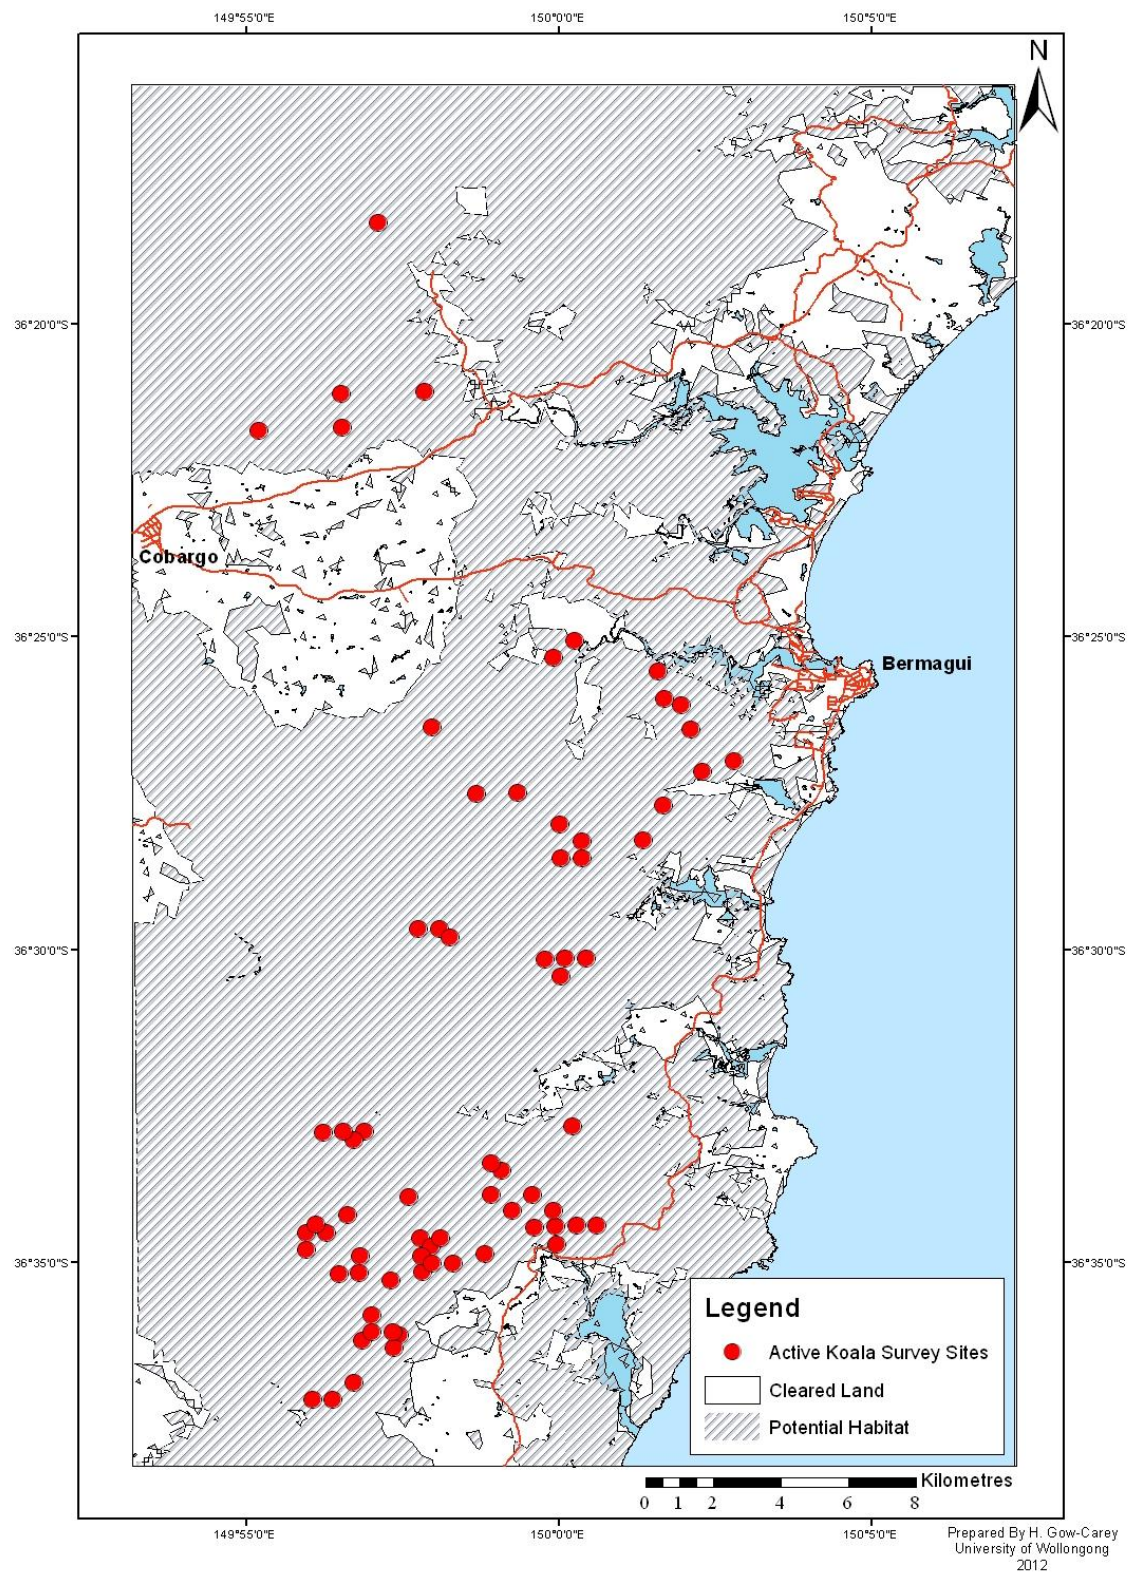 149°55'0"E
150°0'0"E
150°5'0"E
N
36°20'0"S
36°20'0"S
Cobargo
36°25'0"S
36°25'0"S
Bermagui
36°30'0"S
36°30'0"S
36°35'0"S
36°35'0"S
Legend
Active Koala Survey Sites
Cleared Land
Potential Habitat
Kilometres
0 1 2 4 6 8
149°55'0"E
150°0'0"E
150°5'0"E
Prepared By H. Gow-Carey
University of Wollongong
2012